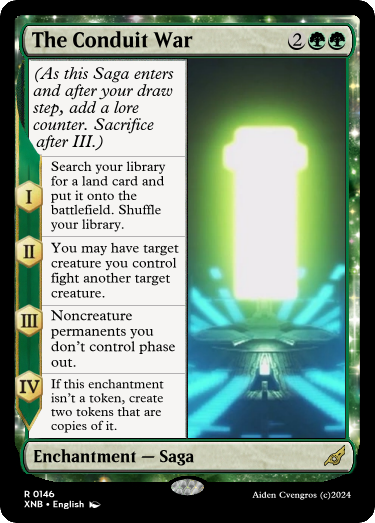 The Conduit War 2
(As this Saga enters
and after your draw
step, add a lore
counter. Sacrifice
after III.)
I
Search your library
for a land card and
put it onto the
battlefield. Shuffle
your library.
II
You may have target
creature you control
fight another target
creature.
III
Noncreature
permanents you
don't control phase
out.
IV
If this enchantment
isn't a token, create
two tokens that are
copies of it.
Enchantment — Saga
R 0146
XNB • English
Aiden Cvengros (c)2024